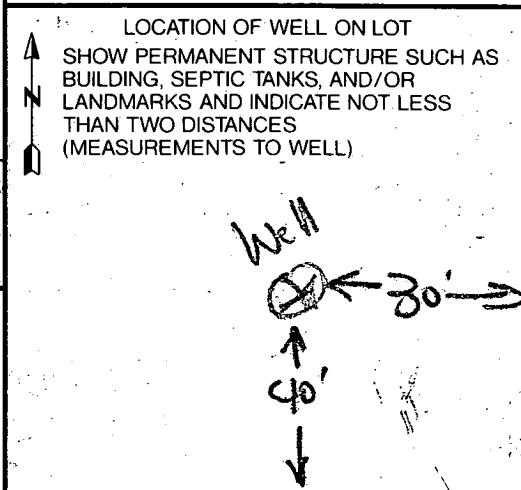 LOCATION OF WELL ON LOT
SHOW PERMANENT STRUCTURE SUCH AS
BUILDING, SEPTIC TANKS, AND/OR
N LANDMARKS AND INDICATE NOT LESS
THAN TWO DISTANCES
(MEASUREMENTS TO WELL)
Well
30'
40'